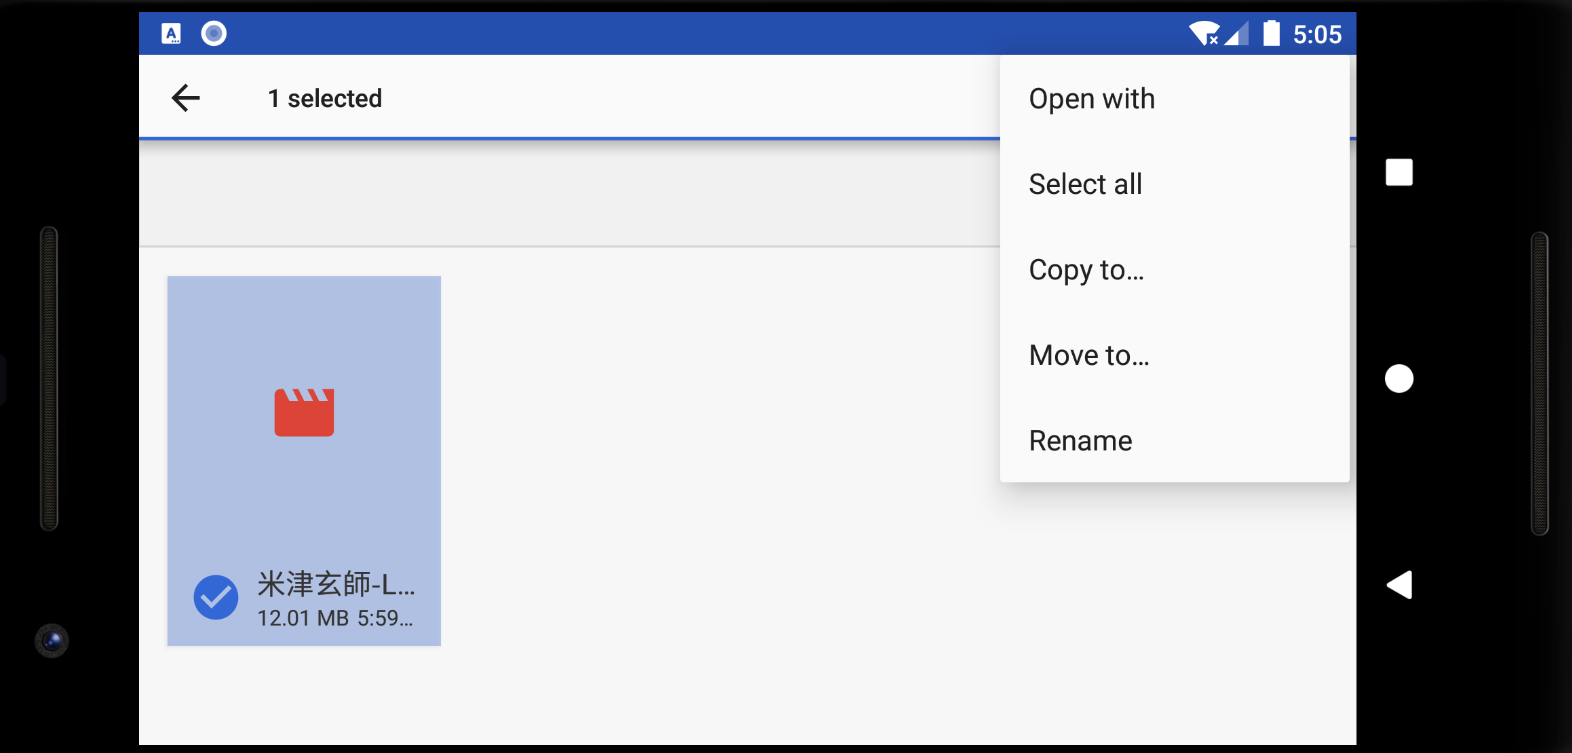 A
5:05
1 selected
Open with
Select all
Copy to...
Move to...
Rename
米津玄師-L...
12.01 MB 5:59...